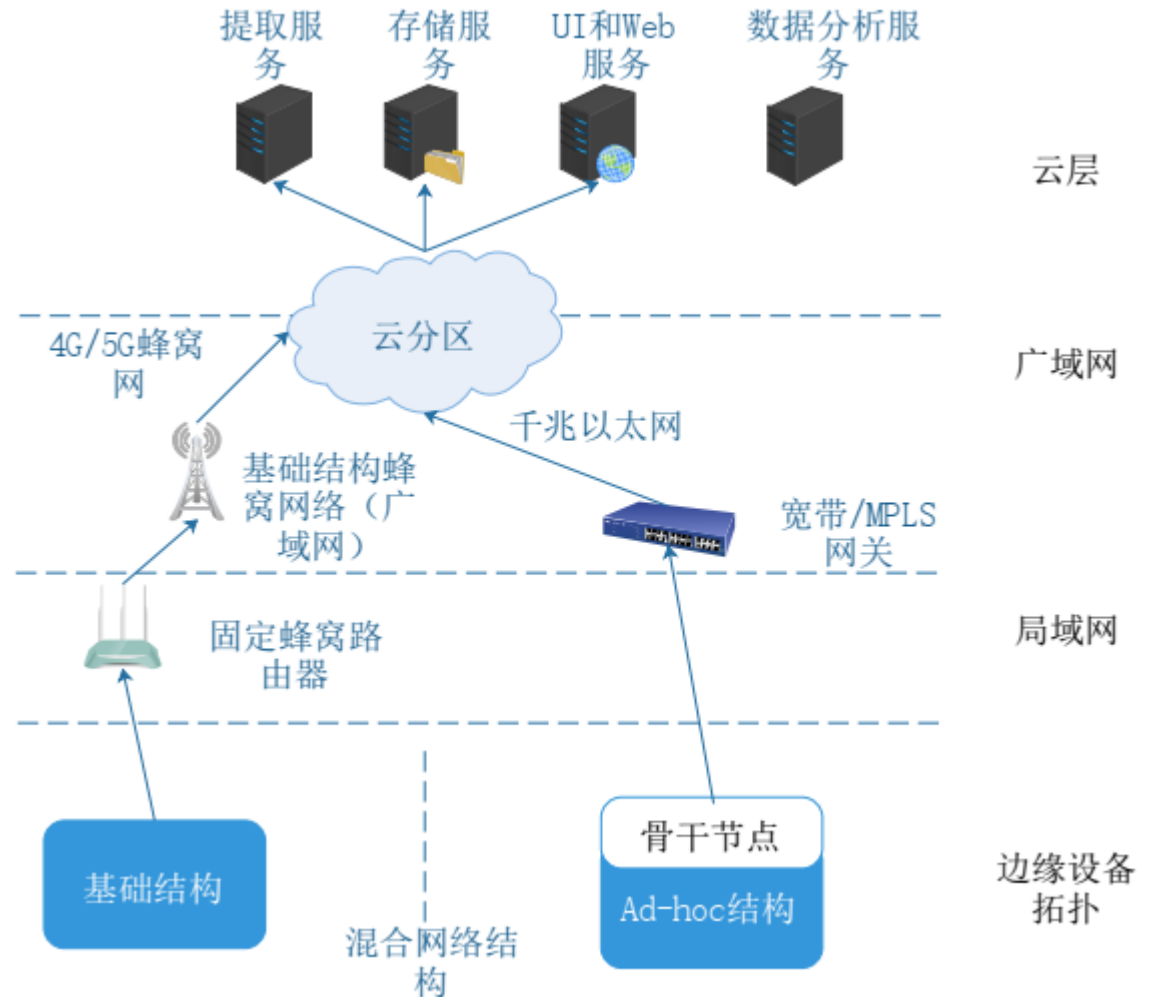 提取服
务
存储服
务
UI和Web
服务
数据分析服
务
云层
云分区
4G/5G蜂窝
网
广域网
千兆以太网
基础结构蜂
窝网络（广
域网）
宽带/MPLS
网关
固定蜂窝路
由器
局域网
骨干节点
基础结构
Ad-hoc结构
边缘设备
拓扑
混合网络结
构